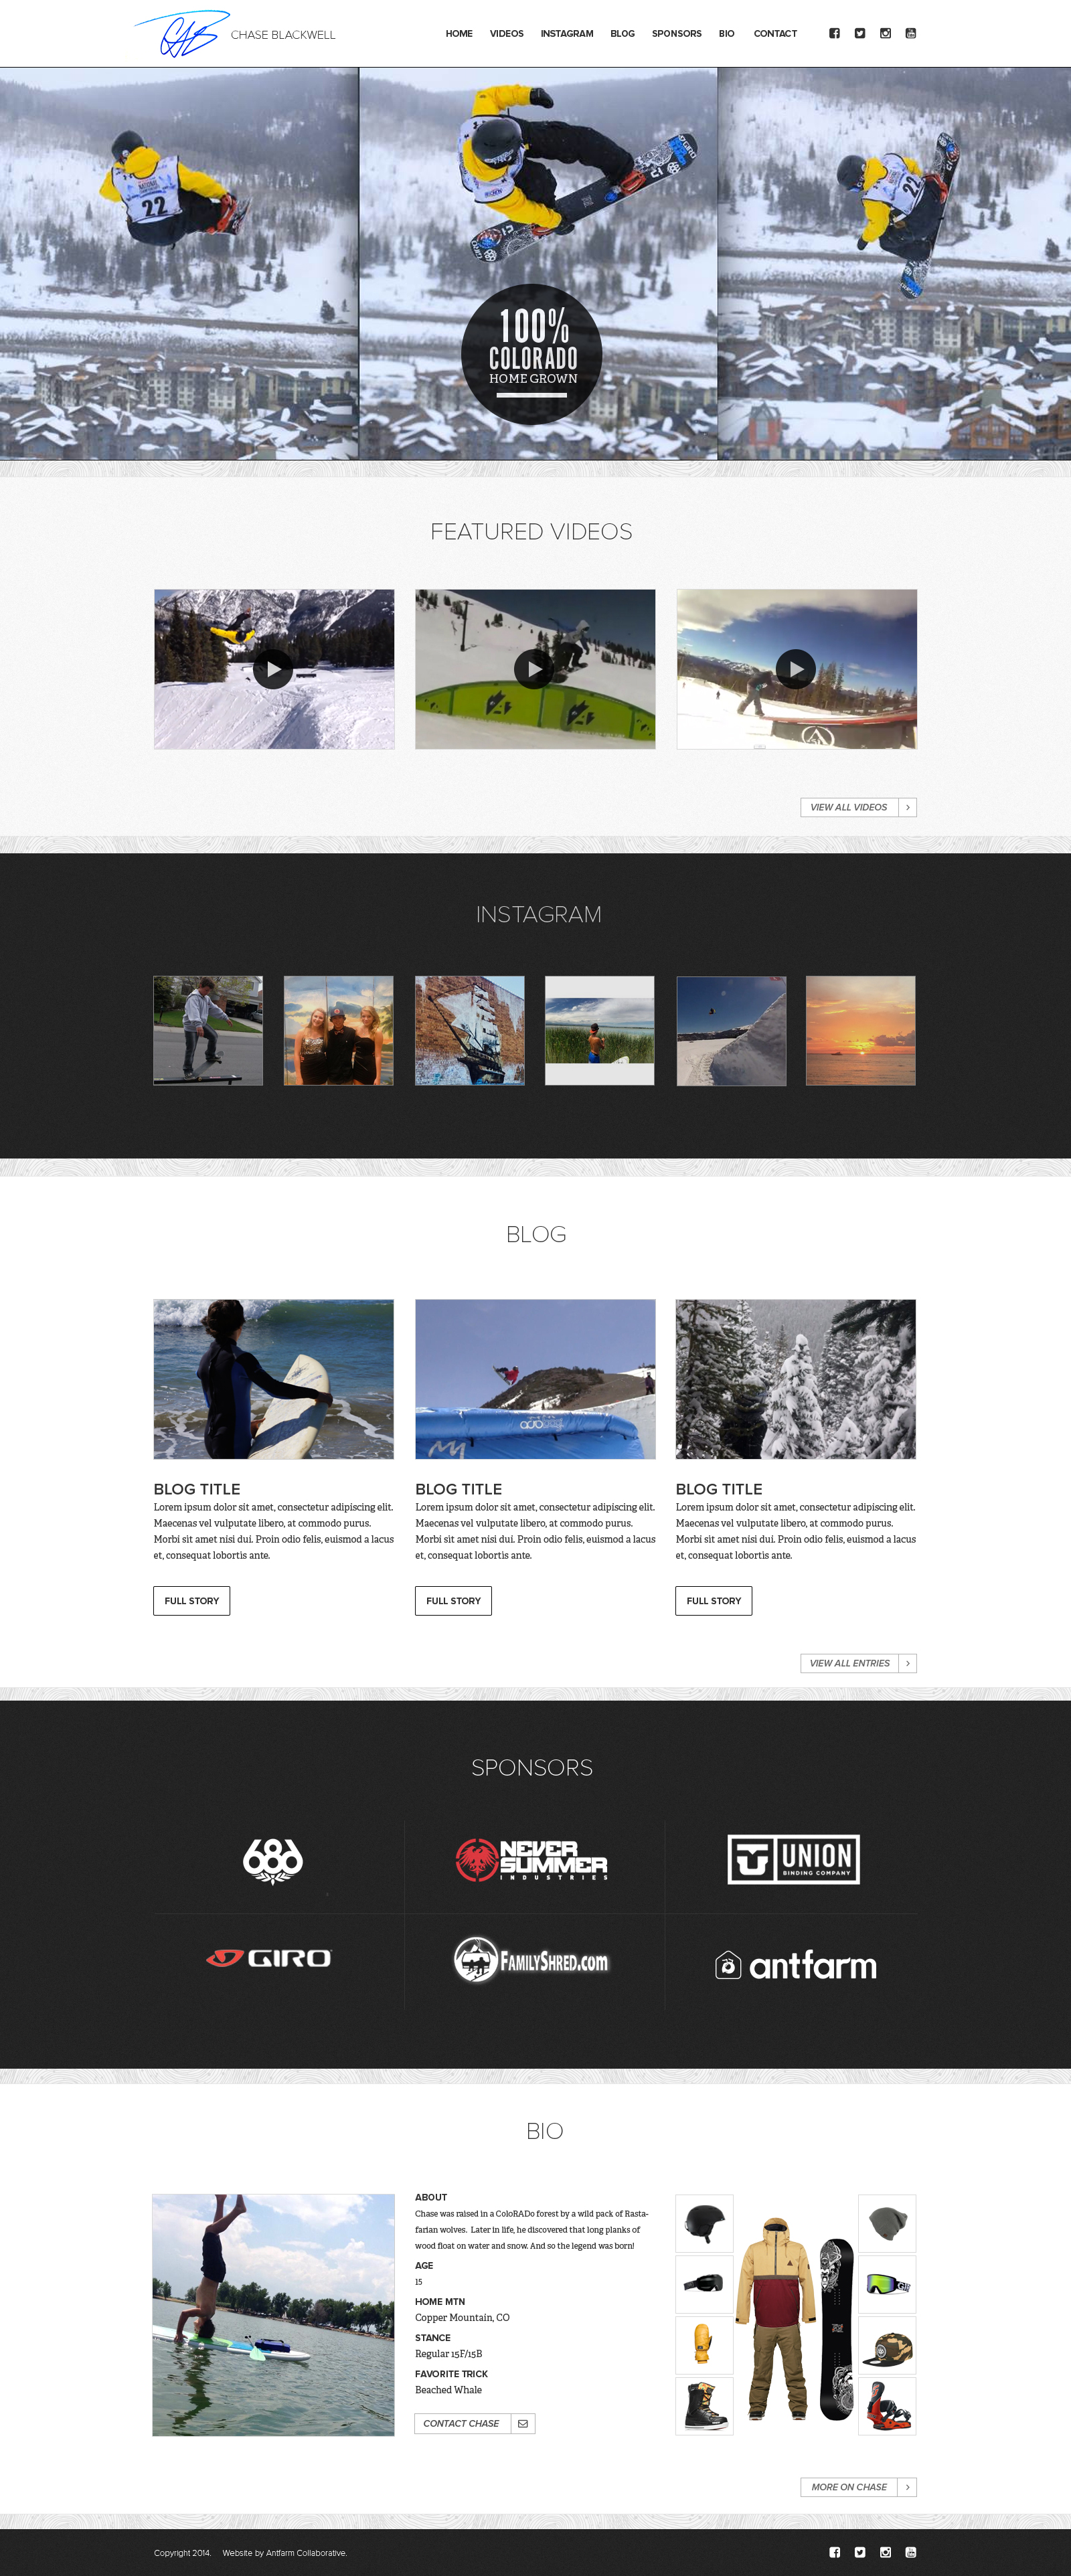 CHASE BLACKWELL
HOME VIDEOS INSTAGRAM BLOG SPONSORS BIO CONTACT
22
22
100%
COLORADO
HOME GROWN
FEATURED VIDEOS
VIEW ALL VIDEOS
INSTAGRAM
BLOG
BLOG TITLE
Lorem ipsum dolor sit amet, consectetur adipiscing elit.
Maecenas vel vulputate libero, at commodo purus.
Morbi sit amet nisi dui. Proin odio felis, euismod a lacus
et, consequat lobortis ante.
FULL STORY
BLOG TITLE
Lorem ipsum dolor sit amet, consectetur adipiscing elit.
Maecenas vel vulputate libero, at commodo purus.
Morbi sit amet nisi dui. Proin odio felis, euismod a lacus
et, consequat lobortis ante.
FULL STORY
BLOG TITLE
Lorem ipsum dolor sit amet, consectetur adipiscing elit.
Maecenas vel vulputate libero, at commodo purus.
Morbi sit amet nisi dui. Proin odio felis, euismod a lacus
et, consequat lobortis ante.
FULL STORY
VIEW ALL ENTRIES
SPONSORS
686
NEVER
SUMMER
INDUSTRIES
UNION
BINDING COMPANY
GIRO
FAMILYSHRED.com
antfarm
BIO
ABOUT
Chase was raised in a ColoRADo forest by a wild pack of Rasta-
farian wolves. Later in life, he discovered that long planks of
wood float on water and snow. And so the legend was born!
AGE
15
HOME MTN
Copper Mountain, CO
STANCE
Regular 15F/15B
FAVORITE TRICK
Beached Whale
CONTACT CHASE
MORE ON CHASE
Copyright 2014. Website by Antfarm Collaborative.